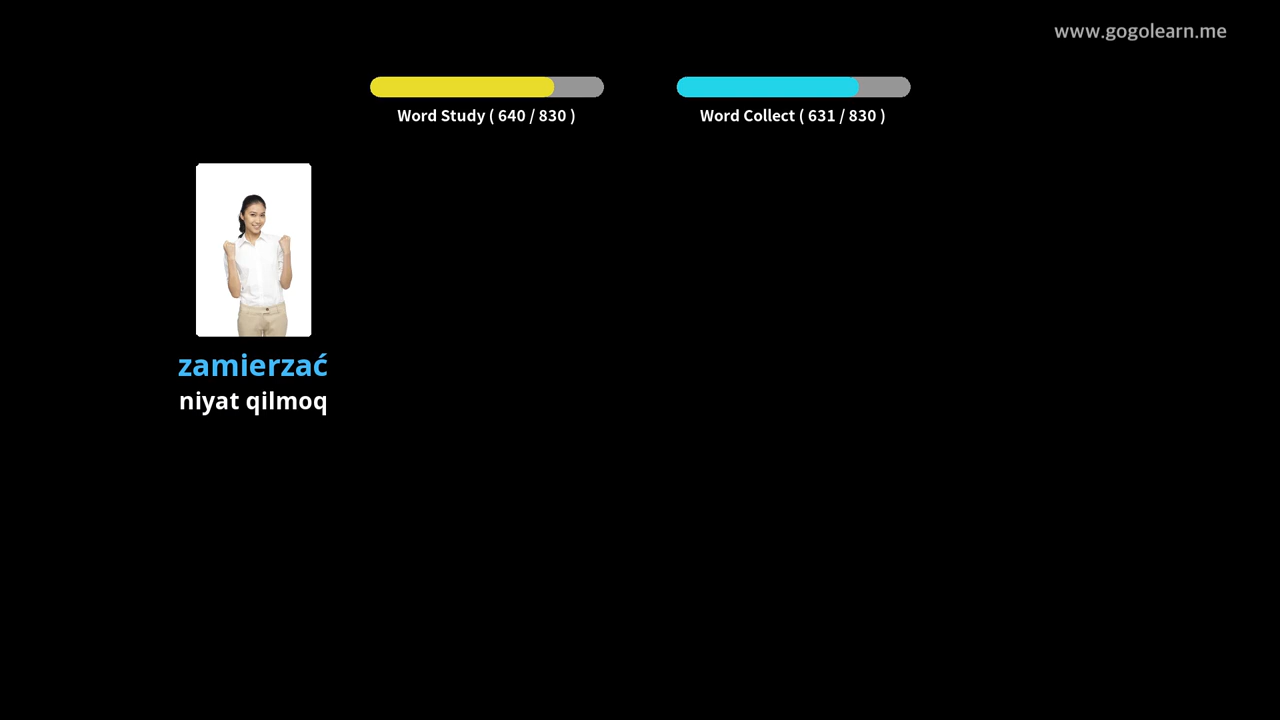 www.gogolearn.me
Word Study ( 640 / 830 )
Word Collect ( 631 / 830 )
zamierzać
niyat qilmoq